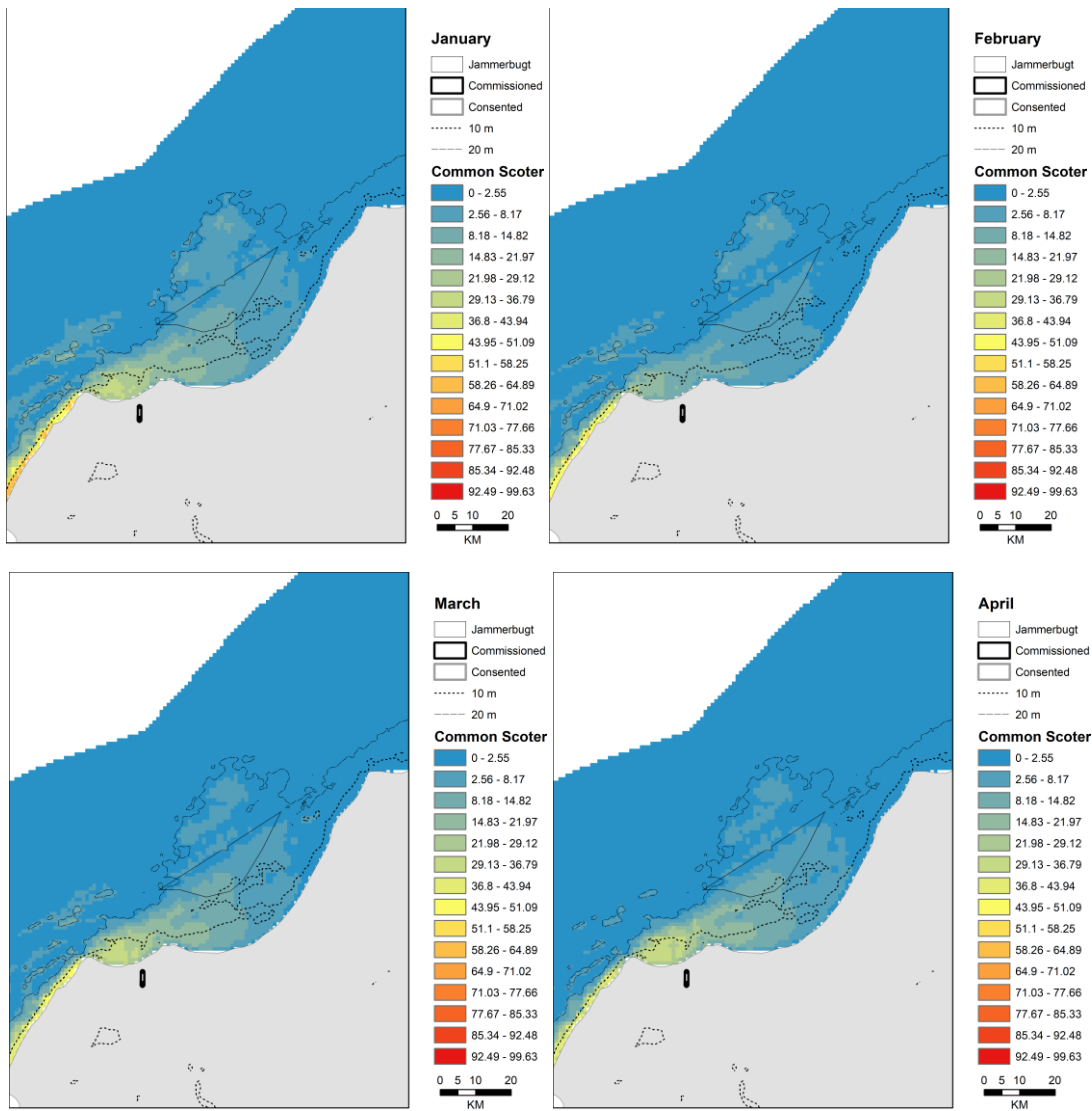 January
Jammerbugt
Commissioned
Consented
10 m
20 m
Common Scoter
0 - 2.55
2.56 - 8.17
8.18 - 14.82
14.83 - 21.97
21.98 - 29.12
29.13 - 36.79
36.8 - 43.94
43.95 - 51.09
51.1 - 58.25
58.26 - 64.89
64.9 - 71.02
71.03 - 77.66
77.67 - 85.33
85.34 - 92.48
92.49 - 99.63
0 5 10 20
KM
February
Jammerbugt
Commissioned
Consented
10 m
20 m
Common Scoter
0 - 2.55
2.56 - 8.17
8.18 - 14.82
14.83 - 21.97
21.98 - 29.12
29.13 - 36.79
36.8 - 43.94
43.95 - 51.09
51.1 - 58.25
58.26 - 64.89
64.9 - 71.02
71.03 - 77.66
77.67 - 85.33
85.34 - 92.48
92.49 - 99.63
0 5 10 20
KM
March
Jammerbugt
Commissioned
Consented
10 m
20 m
Common Scoter
0 - 2.55
2.56 - 8.17
8.18 - 14.82
14.83 - 21.97
21.98 - 29.12
29.13 - 36.79
36.8 - 43.94
43.95 - 51.09
51.1 - 58.25
58.26 - 64.89
64.9 - 71.02
71.03 - 77.66
77.67 - 85.33
85.34 - 92.48
92.49 - 99.63
0 5 10 20
KM
April
Jammerbugt
Commissioned
Consented
10 m
20 m
Common Scoter
0 - 2.55
2.56 - 8.17
8.18 - 14.82
14.83 - 21.97
21.98 - 29.12
29.13 - 36.79
36.8 - 43.94
43.95 - 51.09
51.1 - 58.25
58.26 - 64.89
64.9 - 71.02
71.03 - 77.66
77.67 - 85.33
85.34 - 92.48
92.49 - 99.63
0 5 10 20
KM